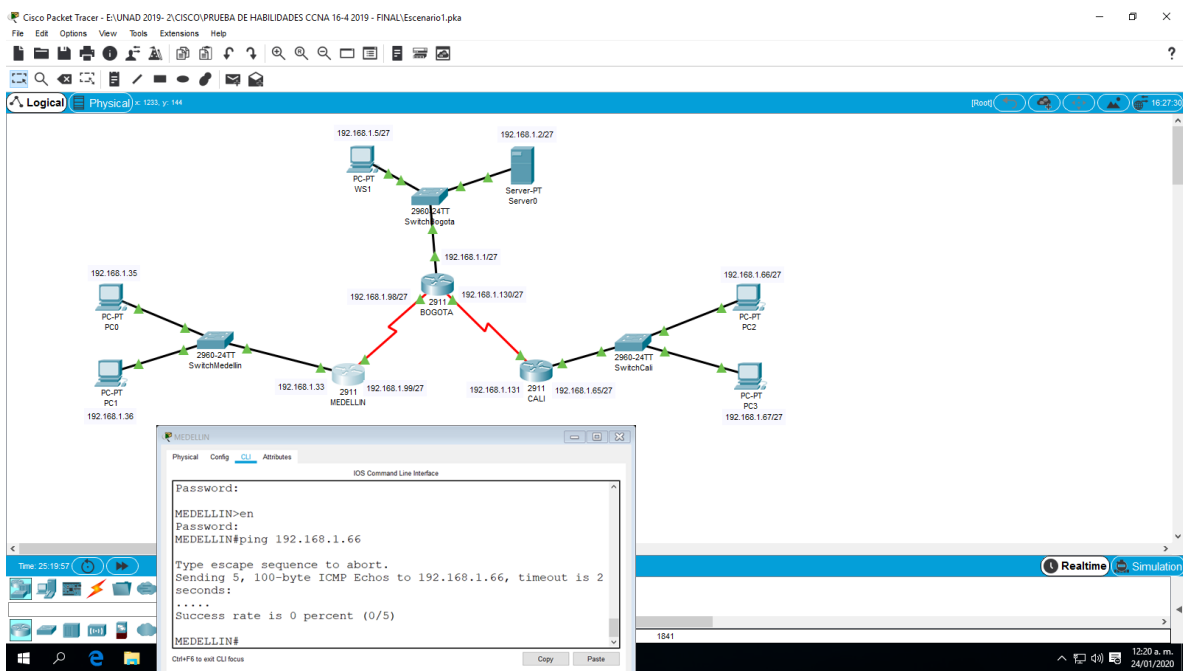 Cisco Packet Tracer - E:\UNAD 2019- 2\CISCO\PRUEBA DE HABILIDADES CCNA 16-4 2019 - FINAL\Escenario1.pka
File Edit Options View Tools Extensions Help
?
Logical Physical x: 1233, y: 144 [Root] 16:27:30
192.168.1.5/27 192.168.1.2/27
PC-PT
WS1
Server-PT
Server0
2960-24TT
SwitchBogota
192.168.1.1/27
192.168.1.35 192.168.1.66/27
192.168.1.98/27 192.168.1.130/27
2911
BOGOTA
PC-PT
PC0
PC-PT
PC2
2960-24TT
SwitchMedellin
2960-24TT
SwitchCali
192.168.1.33 192.168.1.99/27 192.168.1.131 192.168.1.65/27
2911
MEDELLIN
2911
CALI
PC-PT
PC1
192.168.1.36
PC-PT
PC3
192.168.1.67/27
MEDELLIN
Physical Config CLI Attributes
IOS Command Line Interface
Password:
MEDELLIN>en
Password:
MEDELLIN#ping 192.168.1.66
Type escape sequence to abort.
Sending 5, 100-byte ICMP Echos to 192.168.1.66, timeout is 2
seconds:
.....
Success rate is 0 percent (0/5)
MEDELLIN#
Ctrl+F6 to exit CLI focus Copy Paste
Time: 25:19:57 Realtime Simulation
1841
12:20 a. m.
24/01/2020